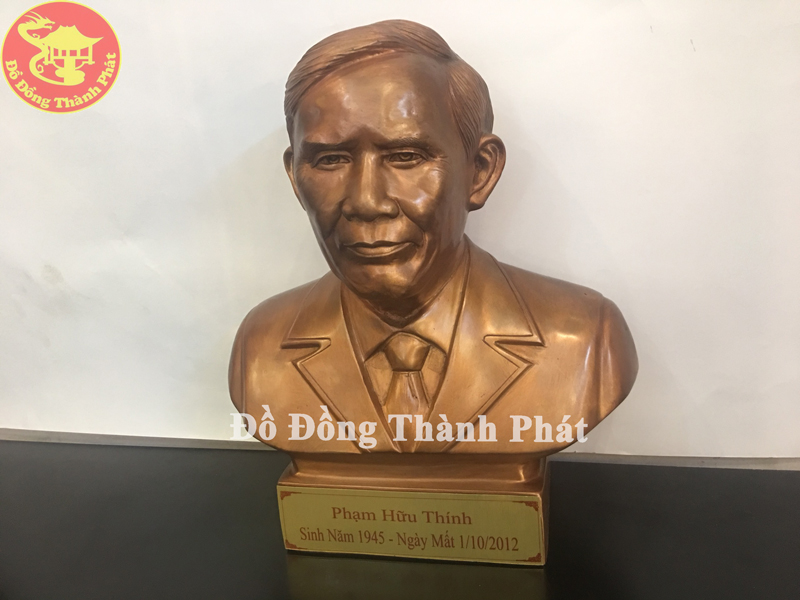 Đồ Đồng Thành Phát
Đồ Đồng Thành Phát
Phạm Hữu Thính
Sinh Năm 1945 - Ngày Mất 1/10/2012